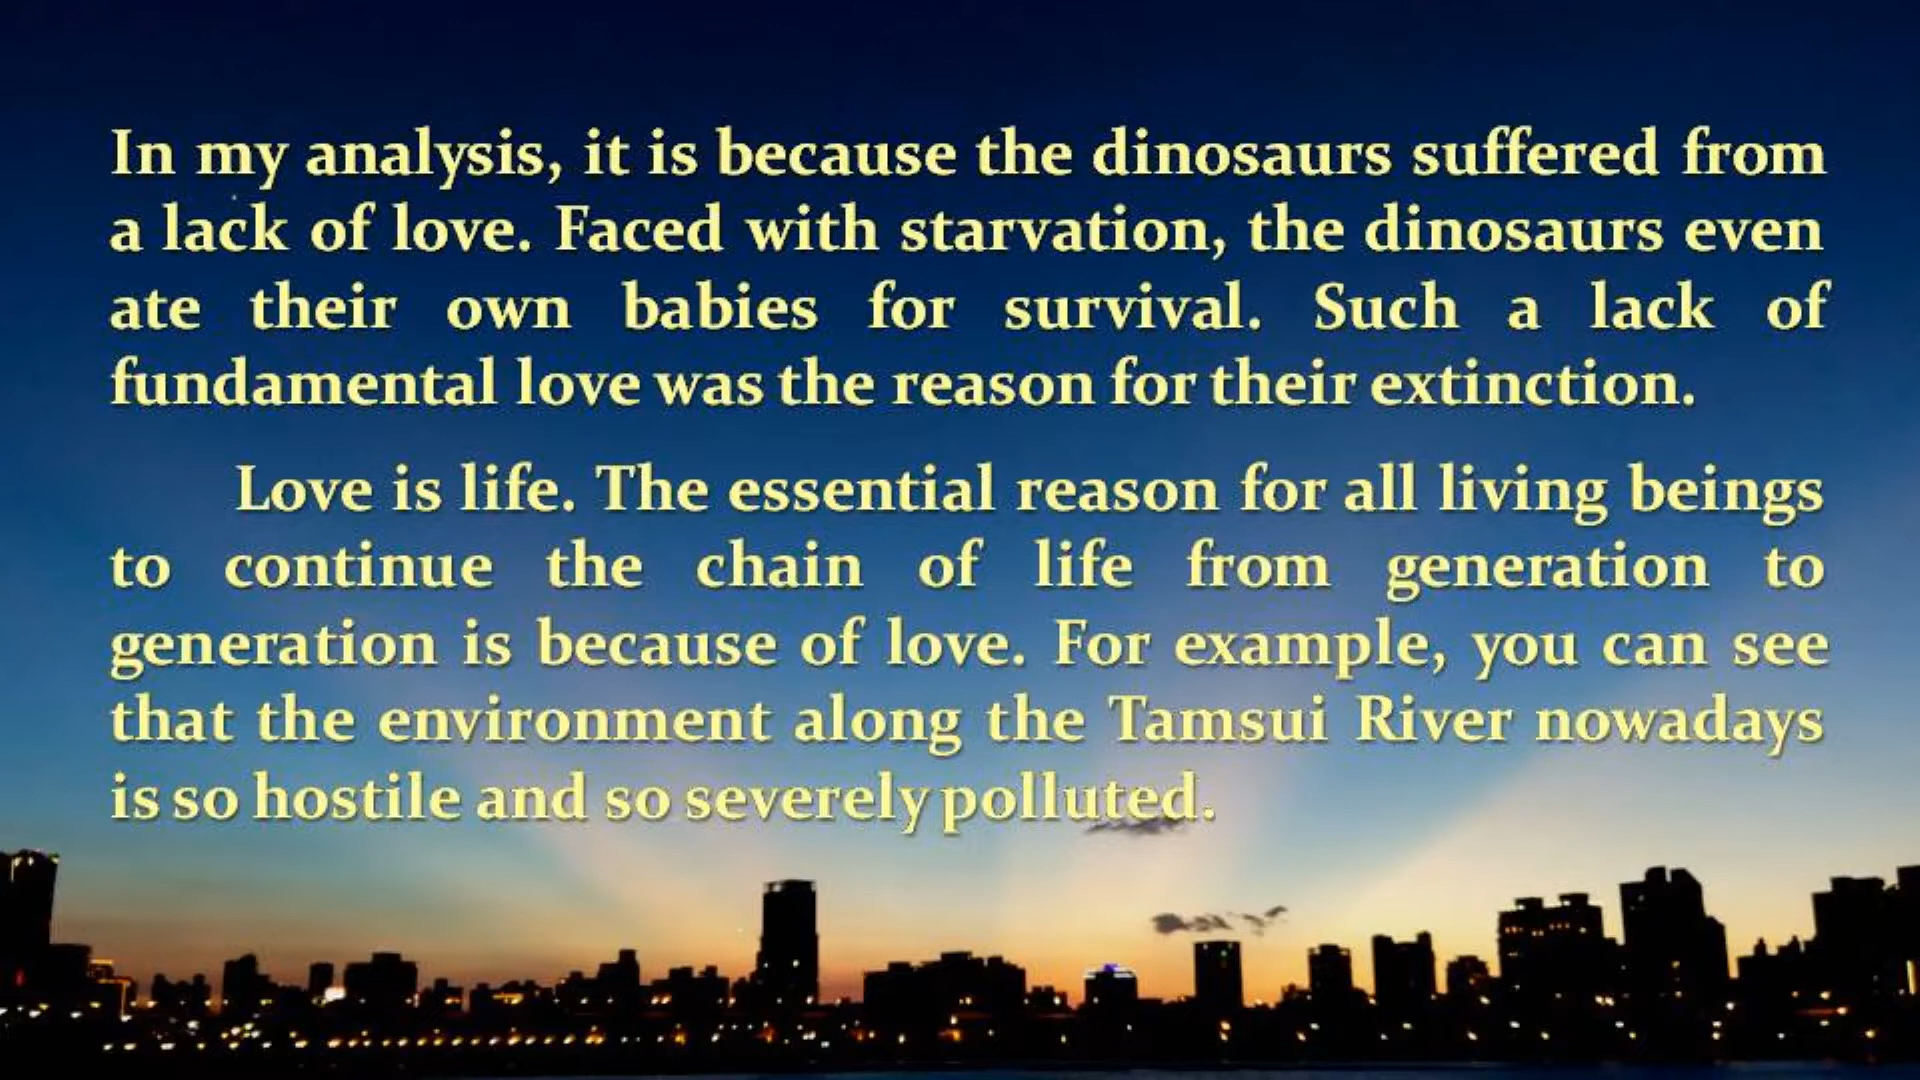 In my analysis, it is because the dinosaurs suffered from
a lack of love. Faced with starvation, the dinosaurs even
ate their own babies for survival. Such a lack of
fundamental love was the reason for their extinction.
Love is life. The essential reason for all living beings
to continue the chain of life from generation to
generation is because of love. For example, you can see
that the environment along the Tamsui River nowadays
is so hostile and so severely polluted.